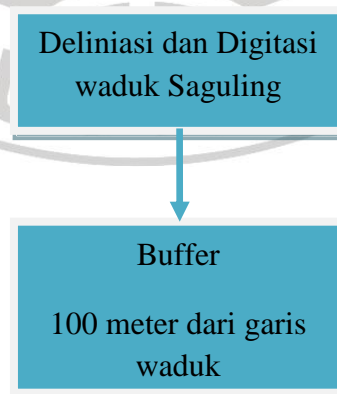 Deliniasi dan Digitasi
waduk Saguling
Buffer
100 meter dari garis
waduk